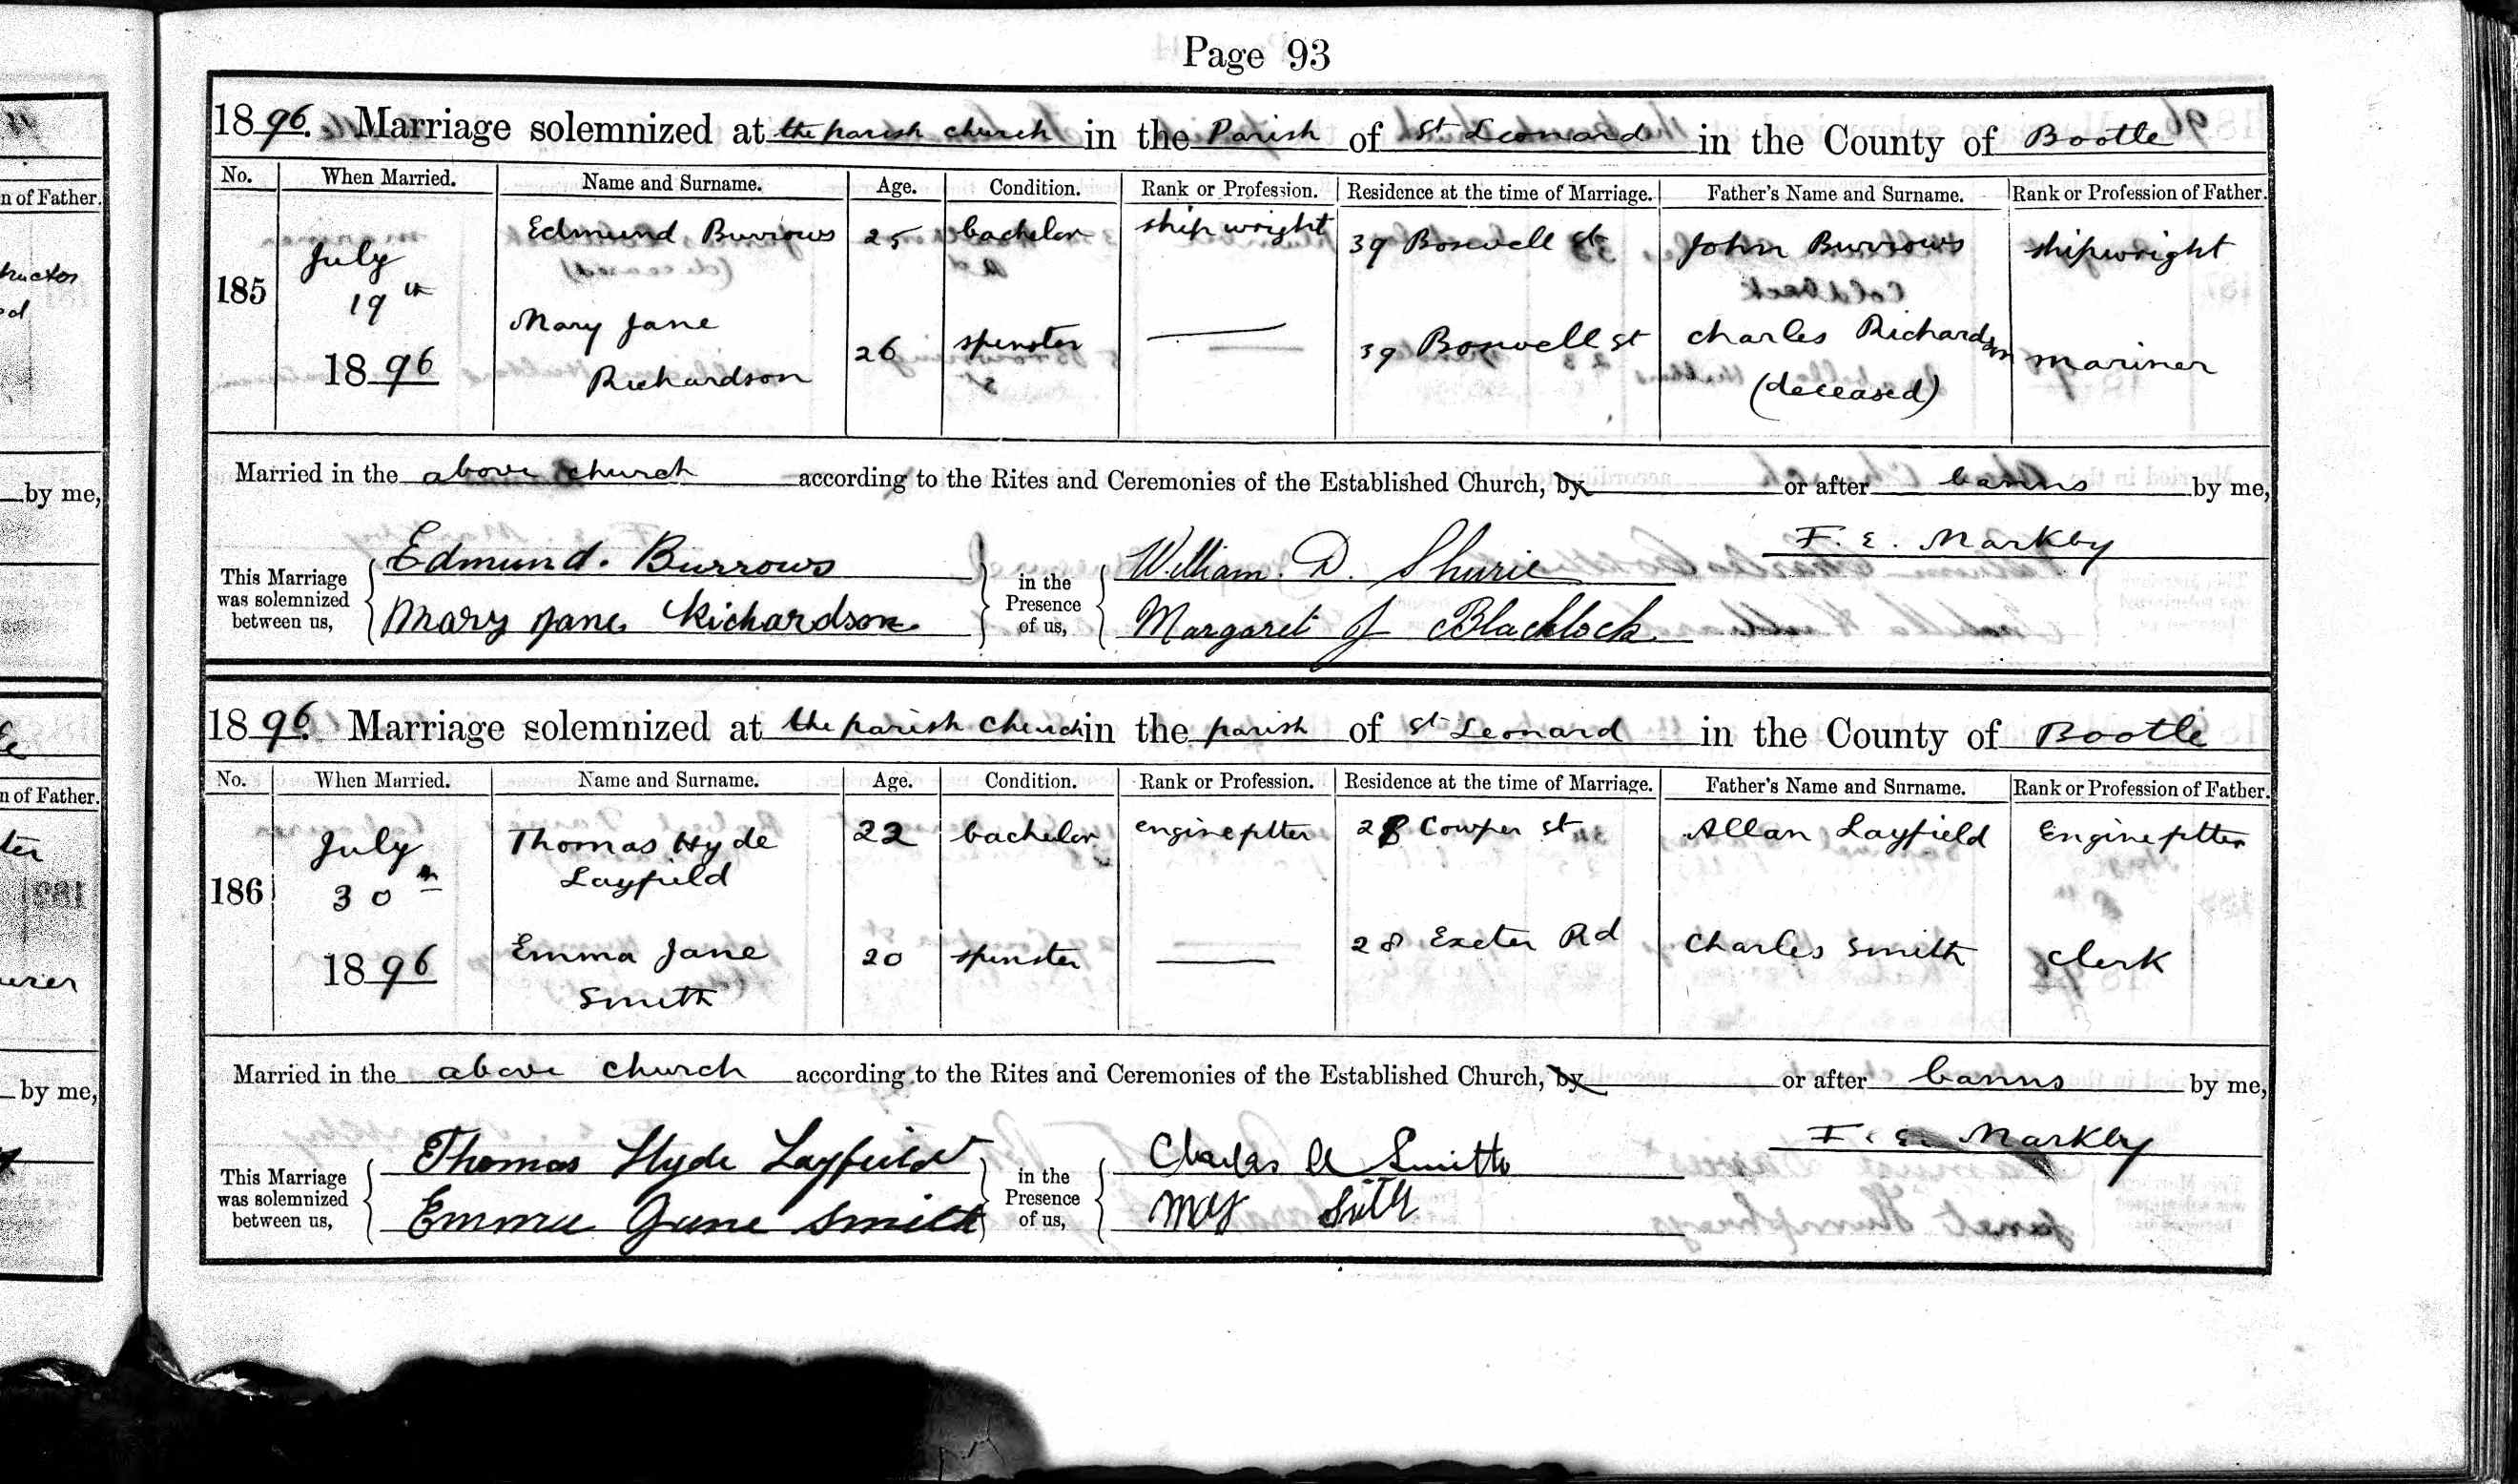 Page 93
1896. Marriage solemnized at the parish church in the Parish of St Leonard in the County of Bootle
No. When Married. Name and Surname. Age. Condition. Rank or Profession. Residence at the time of Marriage. Father's Name and Surname. Rank or Profession of Father.
185 July 19th 1896
Edmund Burrows 25 bachelor shipwright 39 Boswell St John Burrows shipwright
Mary Jane Richardson 26 spinster — 39 Boswell St Charles Richardson (deceased) mariner
Married in the above church according to the Rites and Ceremonies of the Established Church, by or after banns by me,
F. E. Markby
This Marriage was solemnized between us, Edmund. Burrows Mary Jane Richardson
in the Presence of us, William. D. Shurie Margaret J Blacklock
1896. Marriage solemnized at the parish church in the parish of St Leonard in the County of Bootle
No. When Married. Name and Surname. Age. Condition. Rank or Profession. Residence at the time of Marriage. Father's Name and Surname. Rank or Profession of Father.
186 July 30th 1896
Thomas Hyde Layfield 22 bachelor engine fitter 28 Cowper St Allan Layfield Engine fitter
Emma Jane Smith 20 spinster — 28 Exeter Rd Charles Smith Clerk
Married in the above church according to the Rites and Ceremonies of the Established Church, by or after banns by me,
F. E. Markby
This Marriage was solemnized between us, Thomas Hyde Layfield Emma Jane Smith
in the Presence of us, Charles A Smith
n of Father.
by me,
n of Father.
by me,